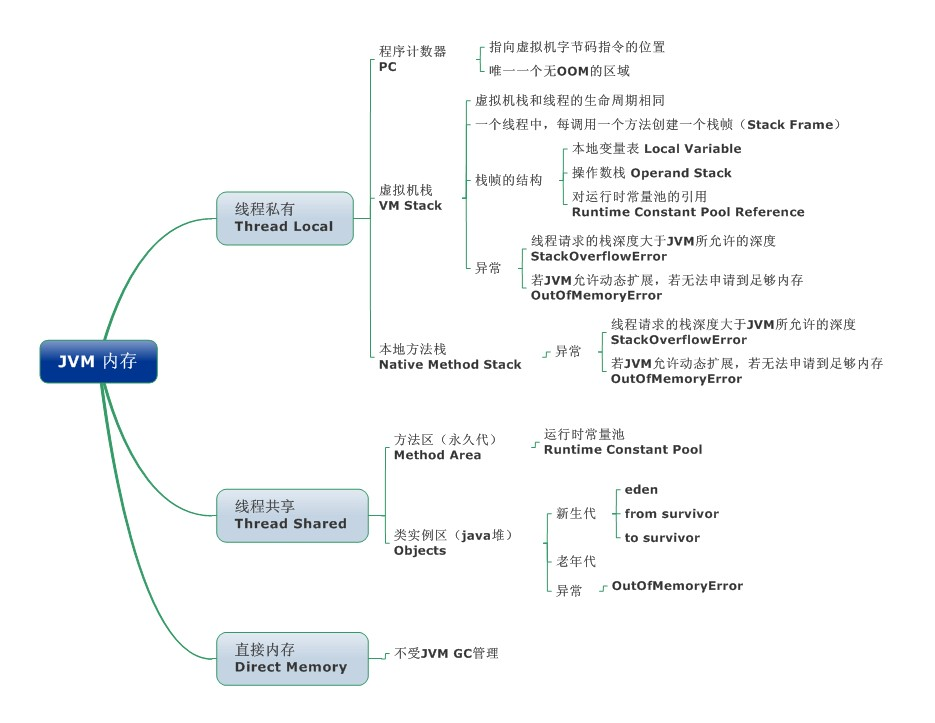 JVM 内存
线程私有
Thread Local
程序计数器
PC
指向虚拟机字节码指令的位置
唯一一个无OOM的区域
虚拟机栈
VM Stack
虚拟机栈和线程的生命周期相同
一个线程中，每调用一个方法创建一个栈帧（Stack Frame）
栈帧的结构
本地变量表 Local Variable
操作数栈 Operand Stack
对运行时常量池的引用
Runtime Constant Pool Reference
异常
线程请求的栈深度大于JVM所允许的深度
StackOverflowError
若JVM允许动态扩展，若无法申请到足够内存
OutOfMemoryError
本地方法栈
Native Method Stack
异常
线程请求的栈深度大于JVM所允许的深度
StackOverflowError
若JVM允许动态扩展，若无法申请到足够内存
OutOfMemoryError
线程共享
Thread Shared
方法区（永久代）
Method Area
运行时常量池
Runtime Constant Pool
类实例区（java堆）
Objects
新生代
eden
from survivor
to survivor
老年代
异常
OutOfMemoryError
直接内存
Direct Memory
不受JVM GC管理